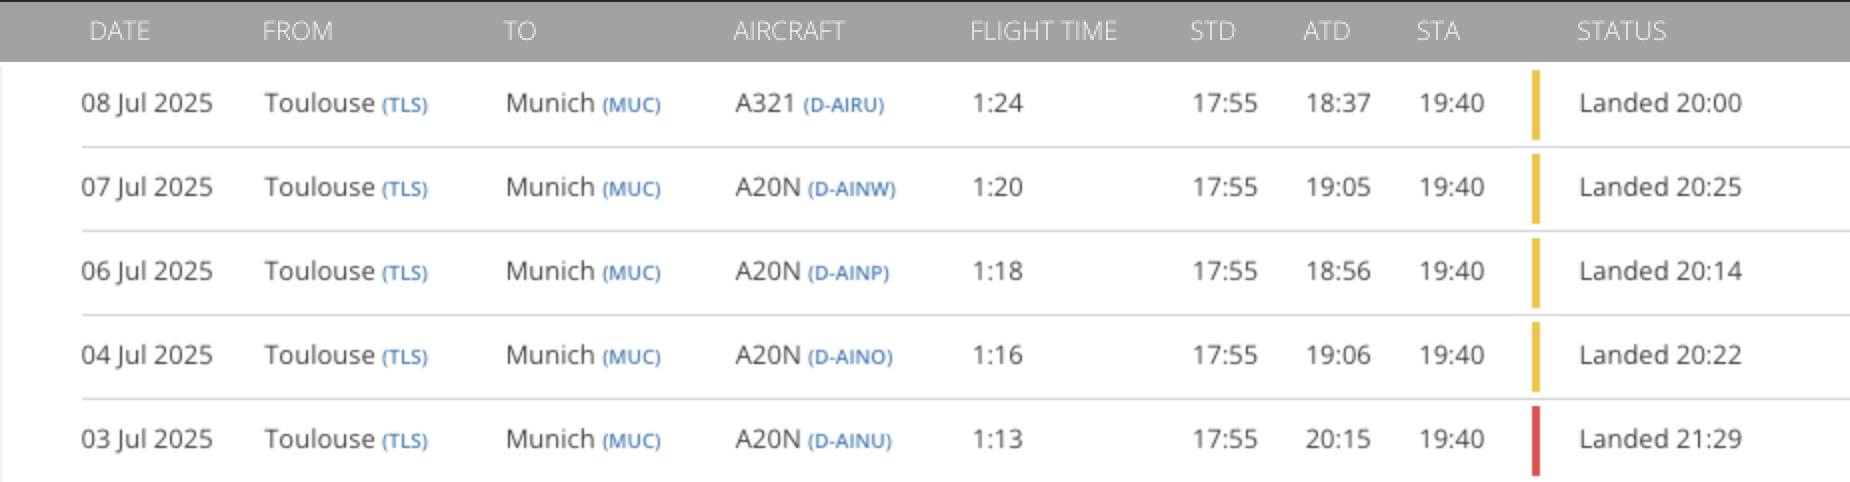 DATE FROM TO AIRCRAFT FLIGHT TIME STD ATD STA STATUS
08 Jul 2025 Toulouse (TLS) Munich (MUC) A321 (D-AIRU) 1:24 17:55 18:37 19:40 Landed 20:00
07 Jul 2025 Toulouse (TLS) Munich (MUC) A20N (D-AINW) 1:20 17:55 19:05 19:40 Landed 20:25
06 Jul 2025 Toulouse (TLS) Munich (MUC) A20N (D-AINP) 1:18 17:55 18:56 19:40 Landed 20:14
04 Jul 2025 Toulouse (TLS) Munich (MUC) A20N (D-AINO) 1:16 17:55 19:06 19:40 Landed 20:22
03 Jul 2025 Toulouse (TLS) Munich (MUC) A20N (D-AINU) 1:13 17:55 20:15 19:40 Landed 21:29